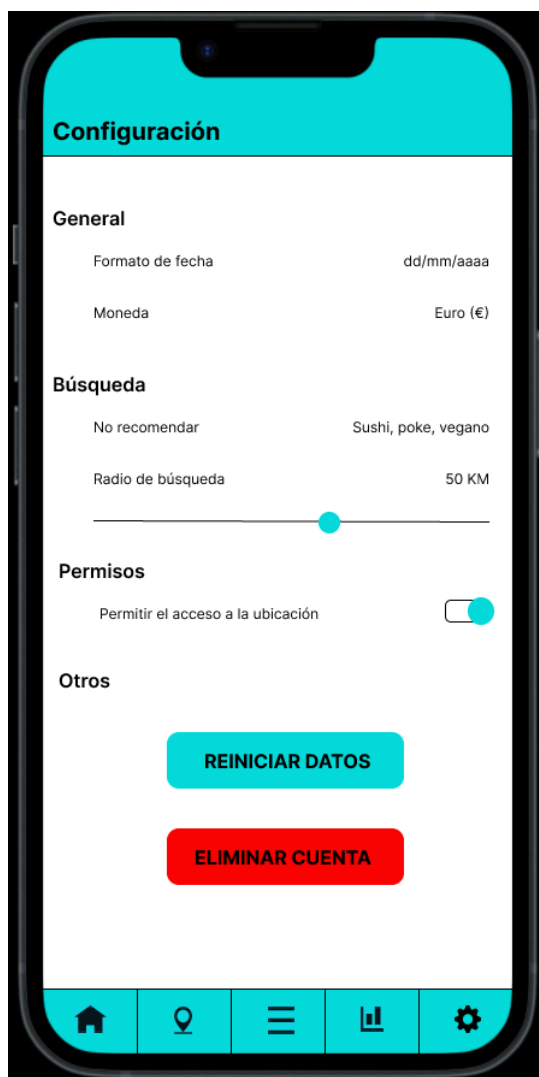 Configuración
General
Formato de fecha dd/mm/aaaa
Moneda Euro (€)
Búsqueda
No recomendar Sushi, poke, vegano
Radio de búsqueda 50 KM
Permisos
Permitir el acceso a la ubicación
Otros
REINICIAR DATOS
ELIMINAR CUENTA